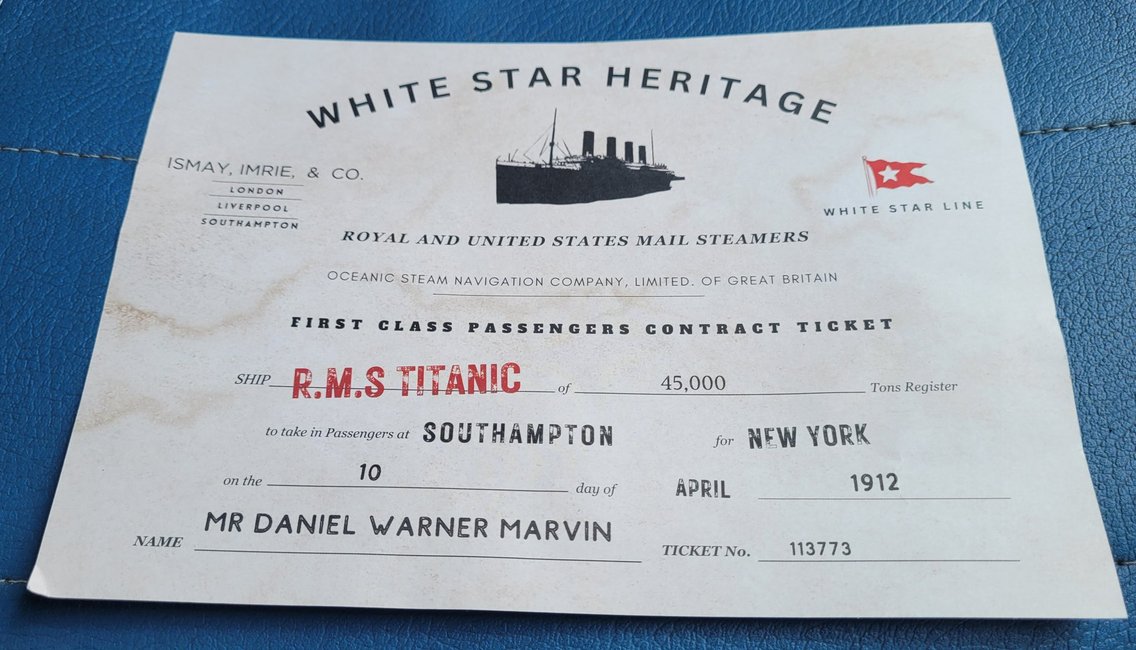 WHITE STAR HERITAGE
ISMAY, IMRIE, & CO.
LONDON
LIVERPOOL
SOUTHAMPTON
WHITE STAR LINE
ROYAL AND UNITED STATES MAIL STEAMERS
OCEANIC STEAM NAVIGATION COMPANY, LIMITED. OF GREAT BRITAIN
FIRST CLASS PASSENGERS CONTRACT TICKET
SHIP R.M.S TITANIC of 45,000 Tons Register
to take in Passengers at SOUTHAMPTON for NEW YORK
on the 10 day of APRIL 1912
NAME MR DANIEL WARNER MARVIN TICKET No. 113773